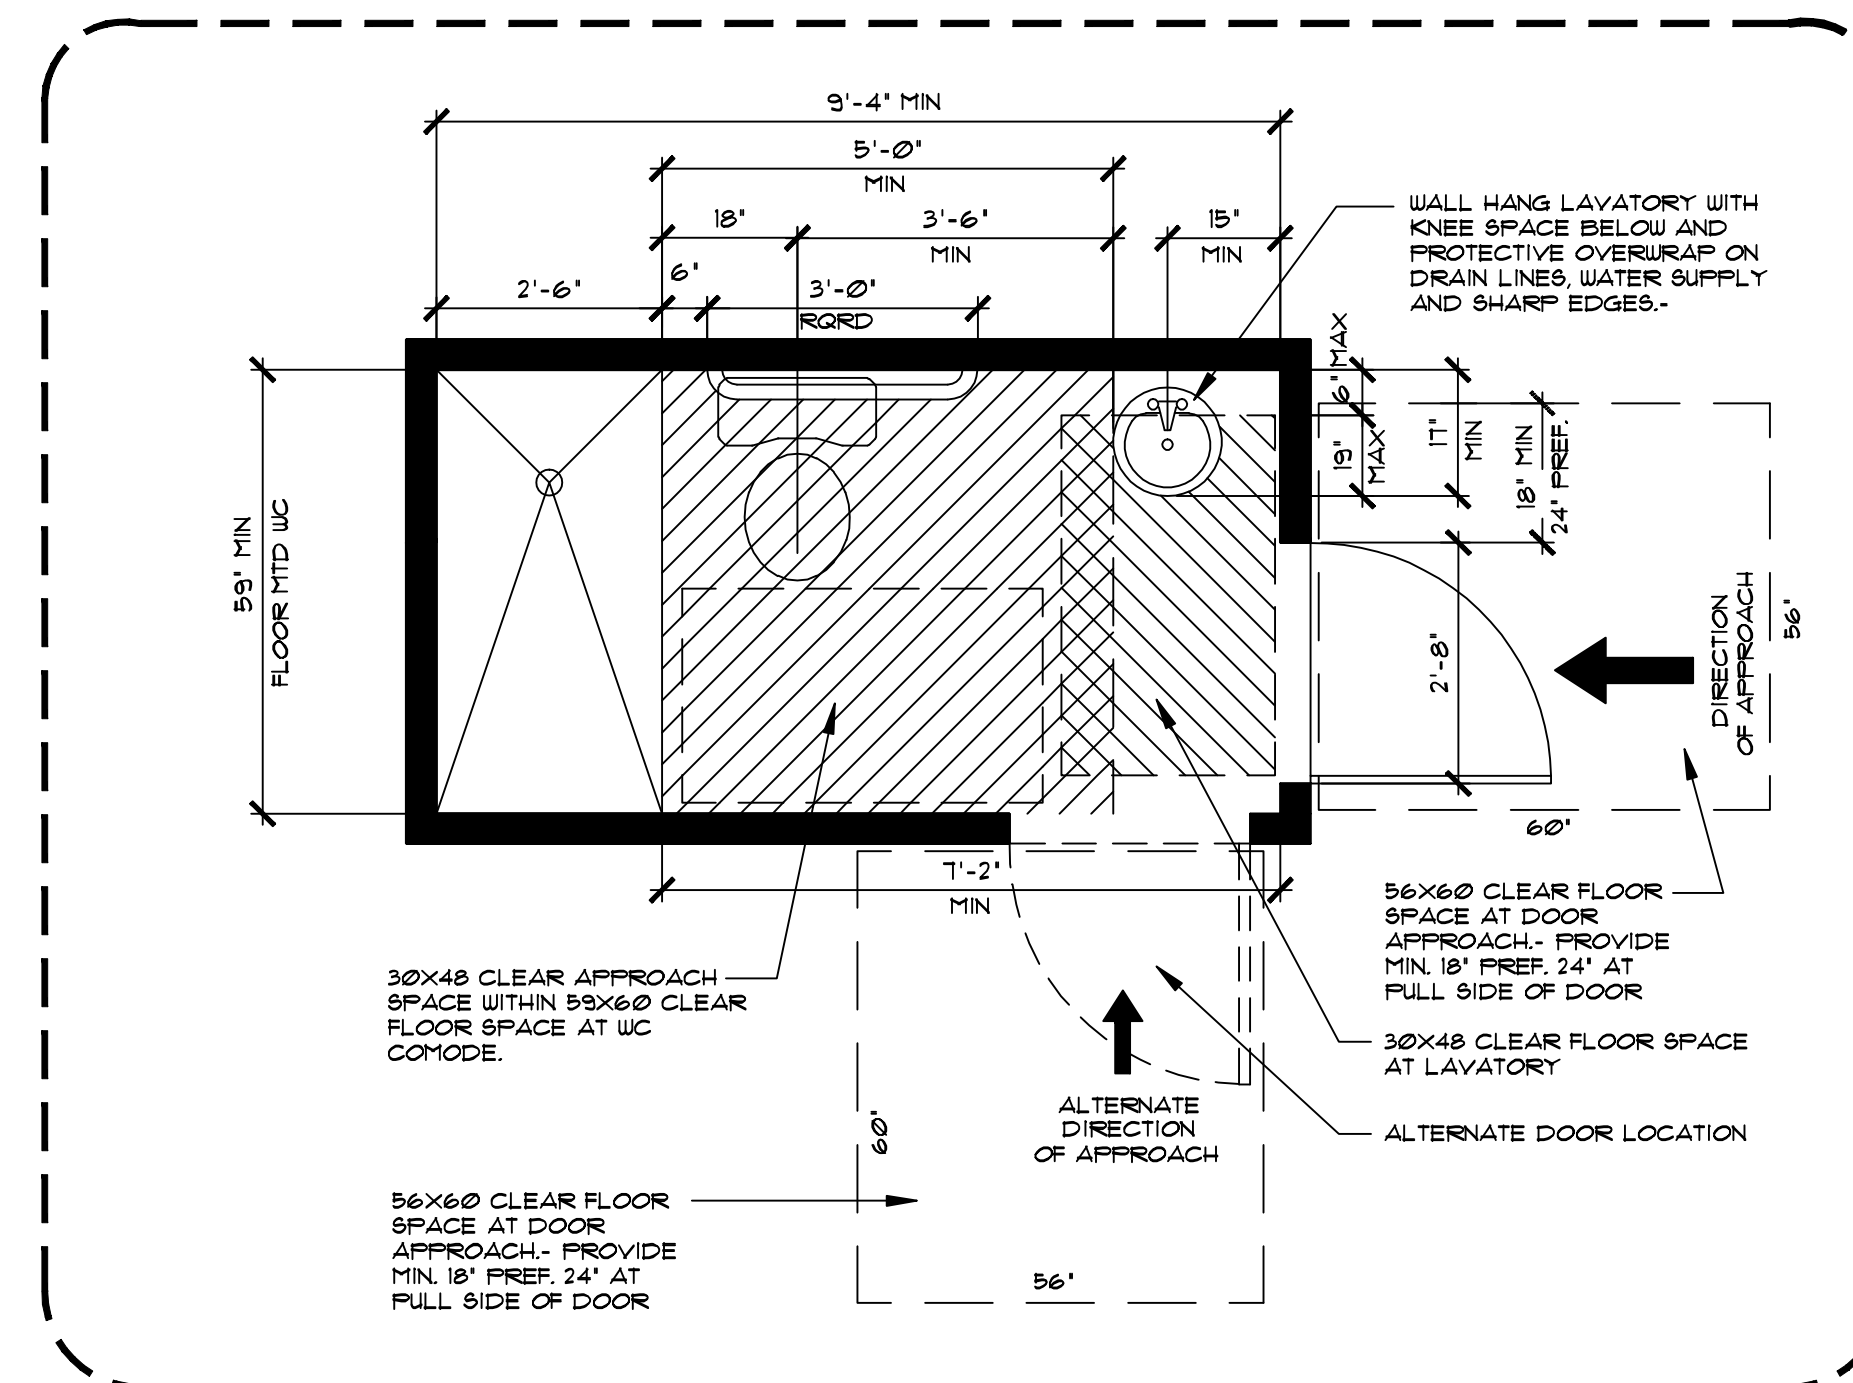 9'-4" MIN
5'-0"
MIN
18"
3'-6"
MIN
15"
MIN
6"
2'-6"
3'-0"
RQRD
WALL HANG LAVATORY WITH
KNEE SPACE BELOW AND
PROTECTIVE OVERWRAP ON
DRAIN LINES, WATER SUPPLY
AND SHARP EDGES.-
6" MAX
19"
MAX
17"
MIN
18" MIN
24" PREF.
59" MIN
FLOOR MTD WC
2'-8"
DIRECTION
OF APPROACH
56"
60"
7'-2"
MIN
56X60 CLEAR FLOOR
SPACE AT DOOR
APPROACH.- PROVIDE
MIN. 18" PREF. 24" AT
PULL SIDE OF DOOR
30X48 CLEAR APPROACH
SPACE WITHIN 59X60 CLEAR
FLOOR SPACE AT WC
COMODE.
30X48 CLEAR FLOOR SPACE
AT LAVATORY
ALTERNATE
DIRECTION
OF APPROACH
60"
ALTERNATE DOOR LOCATION
56X60 CLEAR FLOOR
SPACE AT DOOR
APPROACH.- PROVIDE
MIN. 18" PREF. 24" AT
PULL SIDE OF DOOR
56"